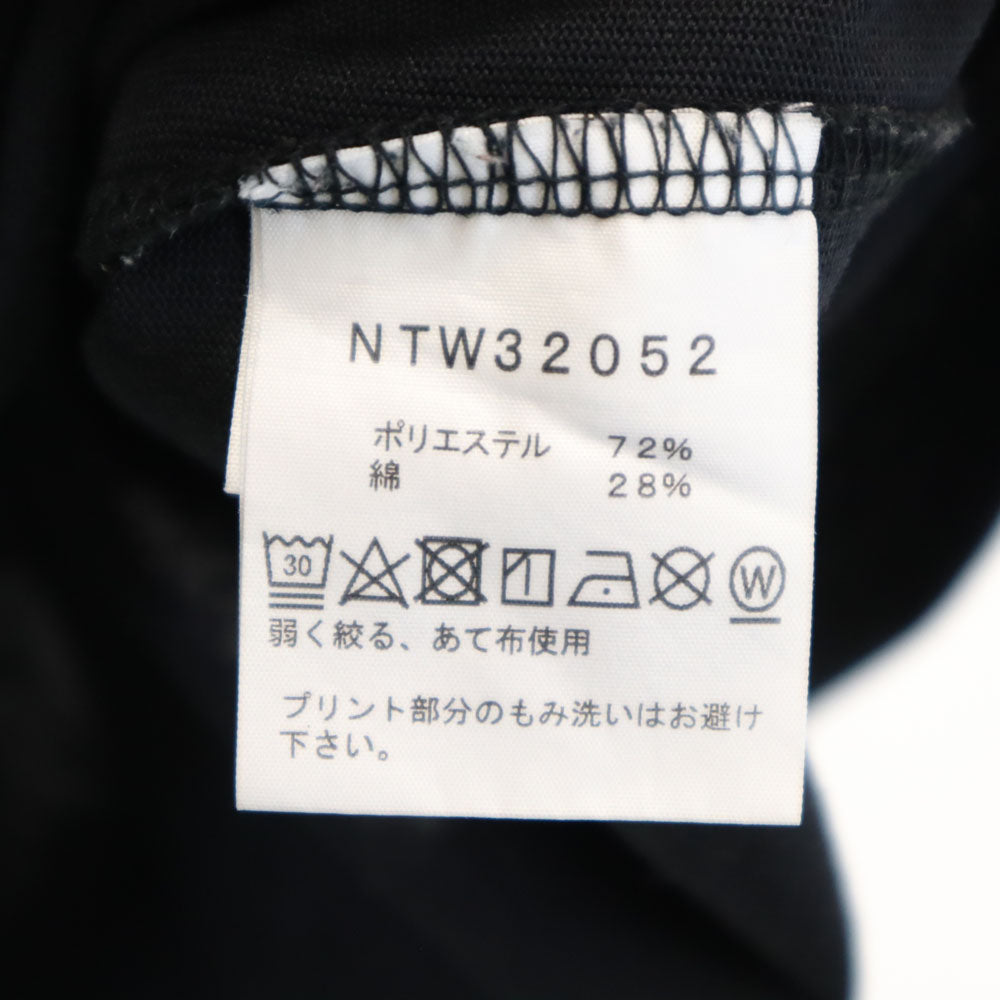 NTW32052
ポリエステル 72%
綿 28%
30 W
弱く絞る、あて布使用
プリント部分のもみ洗いはお避け
下さい。